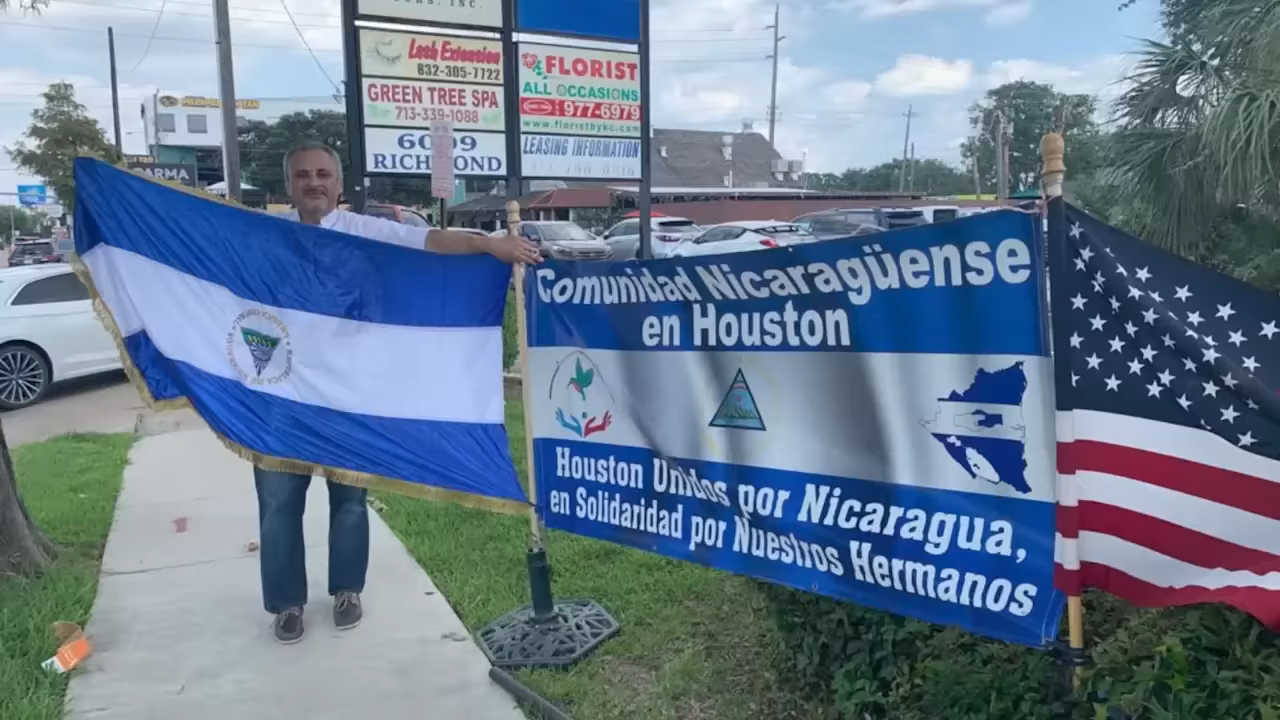 Lash Extension
832-305-7722
GREEN TREE SPA
713-339-1088
6009
RICHMOND
FLORIST
ALL OCCASIONS
977-6979
www.floristbykc.com
LEASING INFORMATION
Comunidad Nicaragüense
en Houston
Houston Unidos por Nicaragua,
en Solidaridad por Nuestros Hermanos